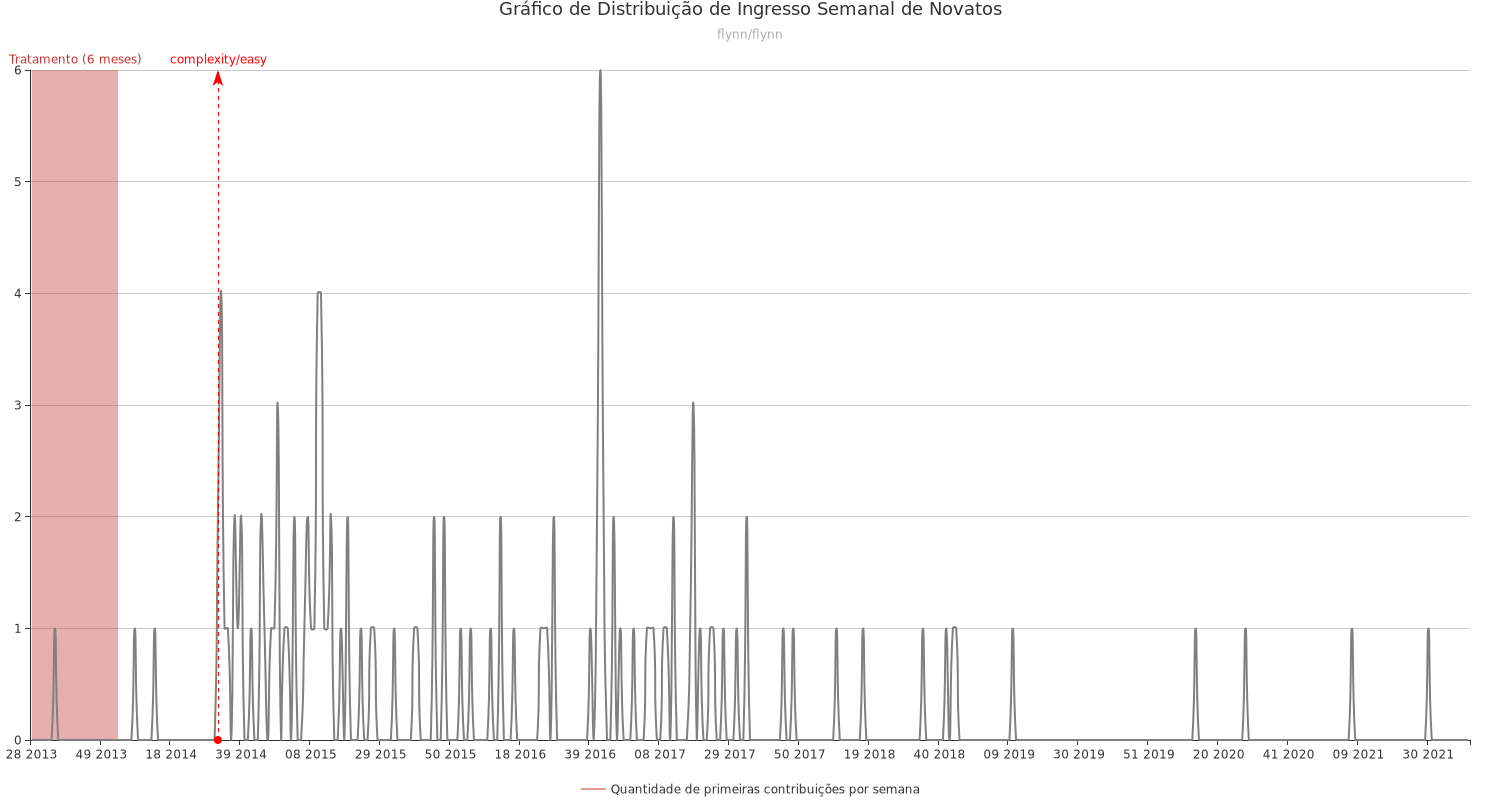 Gráfico de Distribuição de Ingresso Semanal de Novatos
flynn/flynn
Tratamento (6 meses)
complexity/easy
6
5
4
3
2
1
0
28 2013 49 2013 18 2014 39 2014 08 2015 29 2015 50 2015 18 2016 39 2016 08 2017 29 2017 50 2017 19 2018 40 2018 09 2019 30 2019 51 2019 20 2020 41 2020 09 2021 30 2021
Quantidade de primeiras contribuições por semana